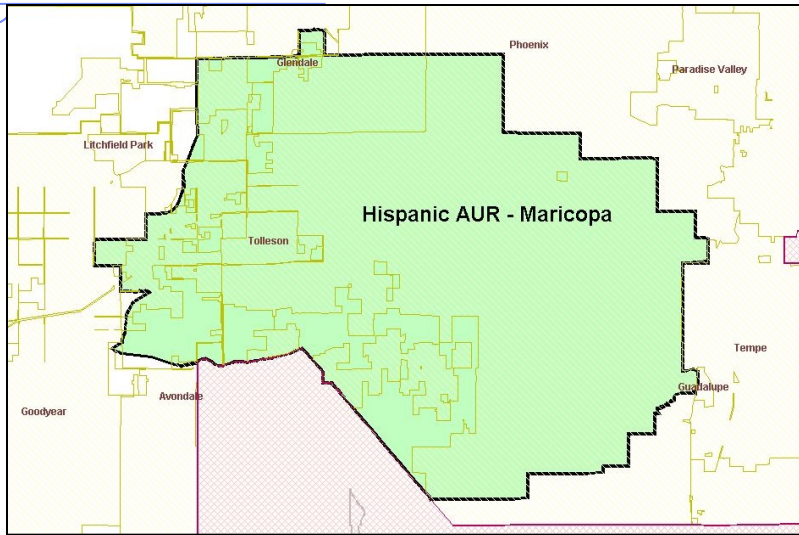 Phoenix
Glendale
Paradise Valley
Litchfield Park
Hispanic AUR - Maricopa
Tolleson
Tempe
Guadalupe
Avondale
Goodyear